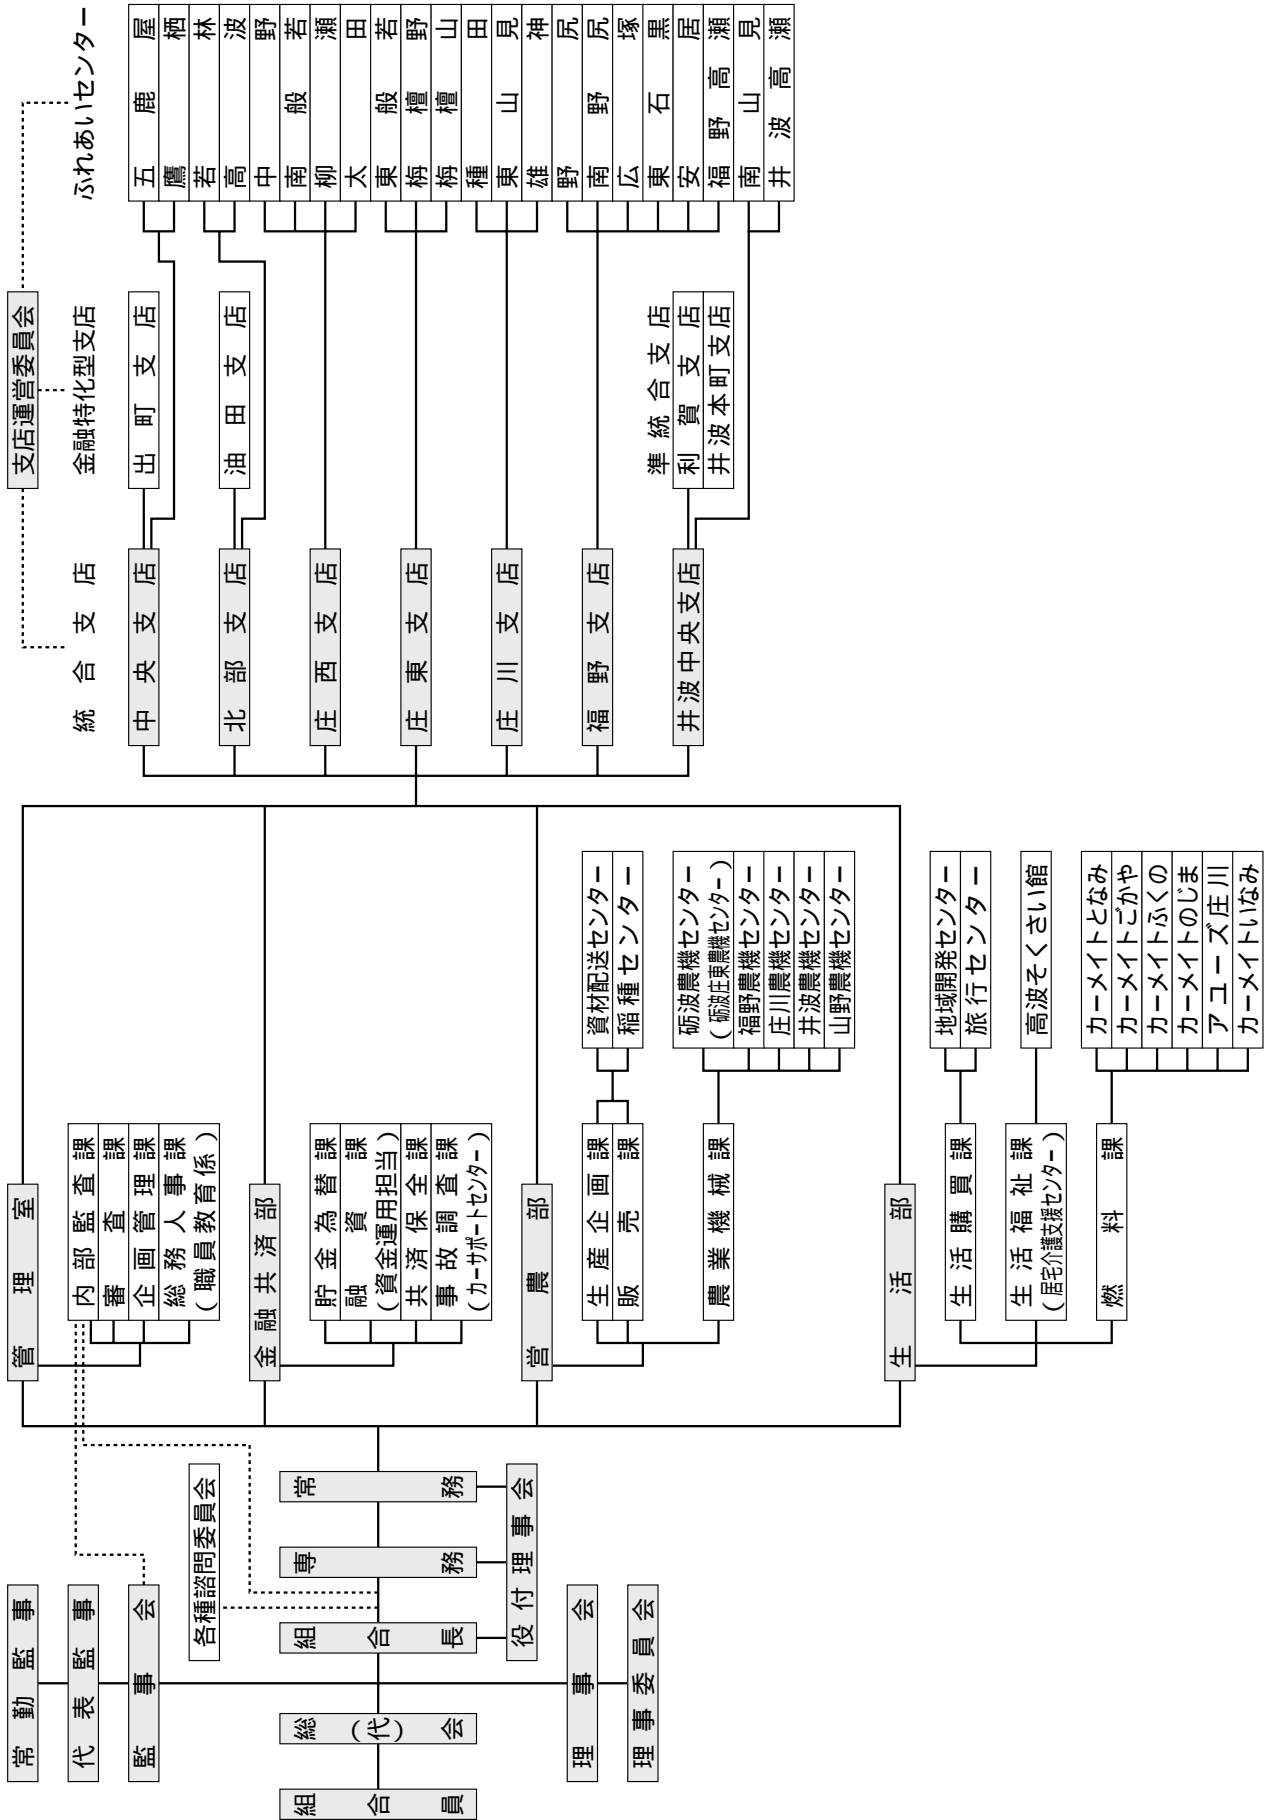 組合員
総(代)会
常勤監事
代表監事
監事会
理事会
理事委員会
組合長
専務
常務
役付理事会
各種諮問委員会
管理室
内部監査課
審査課
企画管理課
総務人事課
(職員教育係)
金融共済部
貯金為替課
融資課
(資金運用担当)
共済保全課
事故調査課
(カーサポートセンター)
営農部
生産企画課
販売課
資材配送センター
稲種センター
農業機械課
砺波農機センター
(砺波庄東農機センター)
福野農機センター
庄川農機センター
井波農機センター
山野農機センター
生活部
生活購買課
地域開発センター
旅行センター
生活福祉課
(居宅介護支援センター)
高波そくさい館
燃料課
カーメイトとなみ
カーメイトごかや
カーメイトふくの
カーメイトのじま
アユーズ庄川
カーメイトいなみ
支店運営委員会
統合支店
金融特化型支店
ふれあいセンター
中央支店
出町支店
五鹿屋
鷹栖
北部支店
油田支店
若林
高波
庄西支店
中野
南般若
柳瀬
太田
庄東支店
東般若
栴檀野
栴檀山
庄川支店
種田
東山見
雄神
福野支店
野尻
南野尻
広塚
東石黒
安居
福野高瀬
井波中央支店
準統合支店
利賀支店
井波本町支店
南山見
井波高瀬